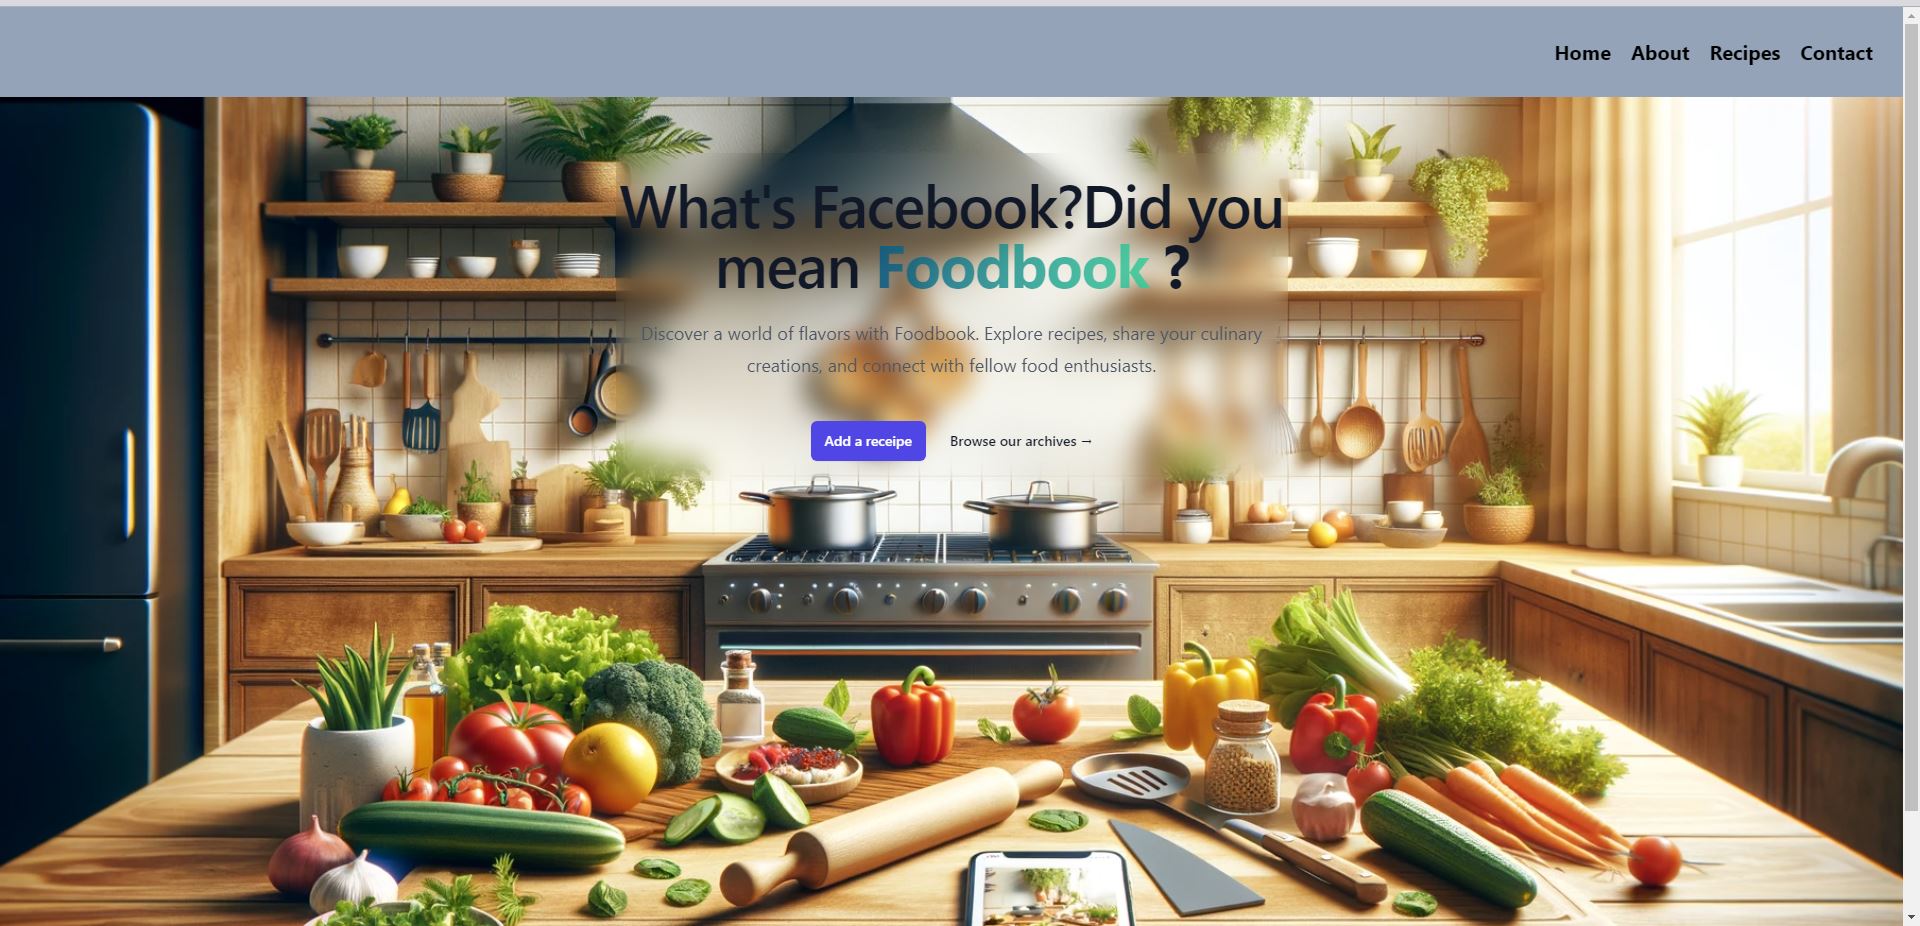 Home About Recipes Contact
What's Facebook?Did you
mean Foodbook ?
Discover a world of flavors with Foodbook. Explore recipes, share your culinary
creations, and connect with fellow food enthusiasts.
Add a receipe Browse our archives →